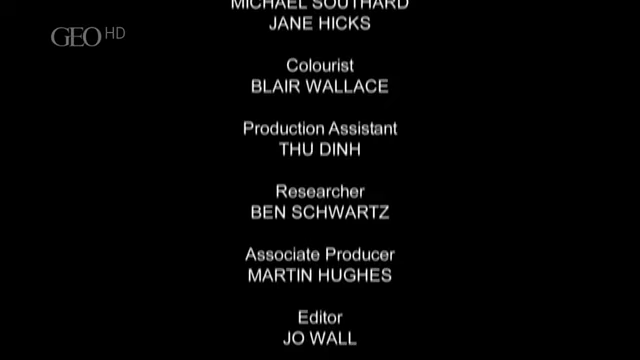 MICHAEL SOUTHARD
GEO HD
JANE HICKS
Colourist
BLAIR WALLACE
Production Assistant
THU DINH
Researcher
BEN SCHWARTZ
Associate Producer
MARTIN HUGHES
Editor
JO WALL